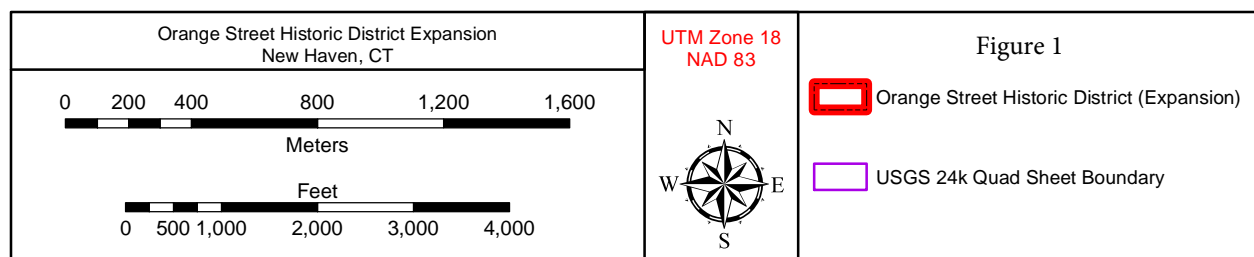 Orange Street Historic District Expansion
New Haven, CT
0 200 400 800 1,200 1,600
Meters
Feet
0 500 1,000 2,000 3,000 4,000
UTM Zone 18
NAD 83
N
W E
S
Figure 1
Orange Street Historic District (Expansion)
USGS 24k Quad Sheet Boundary